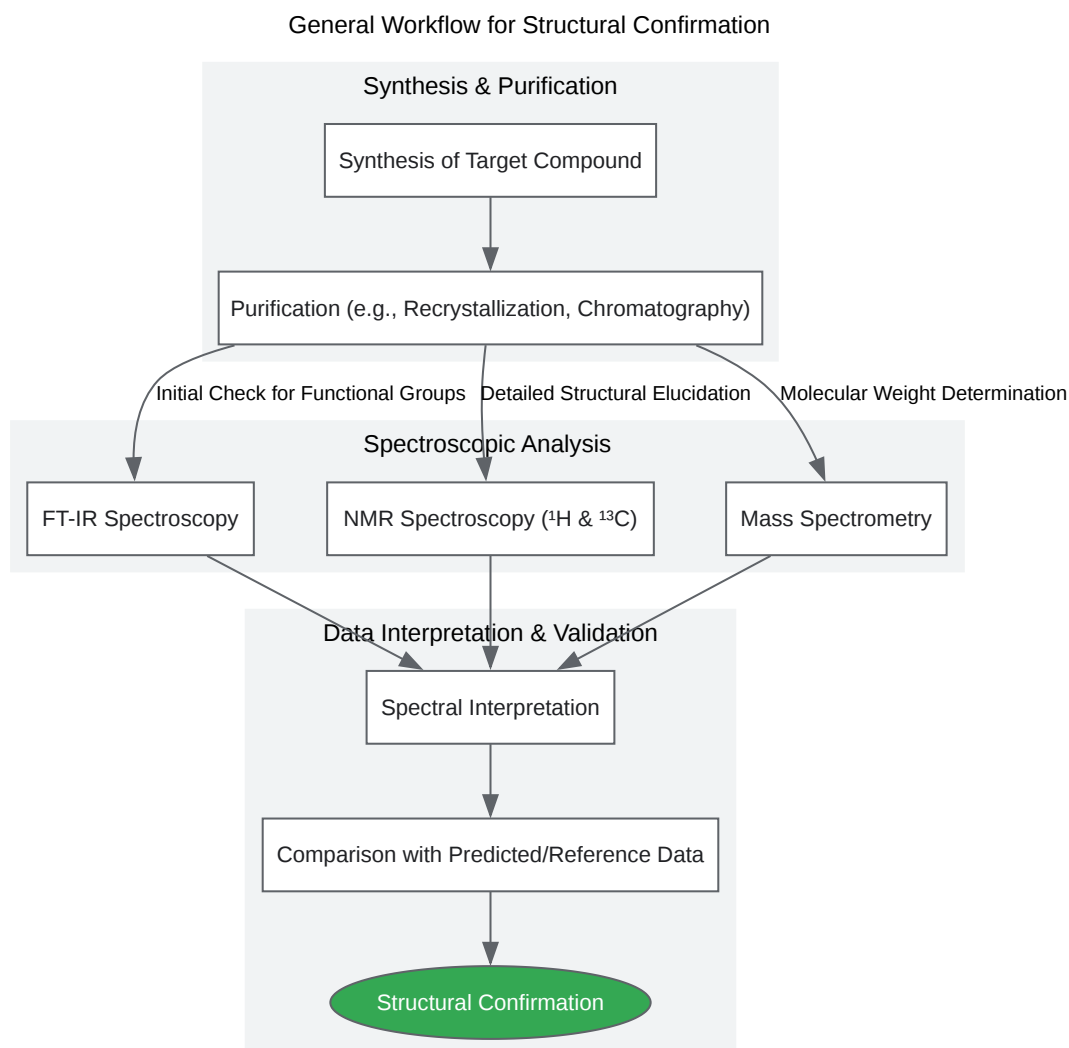 General Workflow for Structural Confirmation
Synthesis & Purification
Synthesis of Target Compound
Purification (e.g., Recrystallization, Chromatography)
Initial Check for Functional Groups
Detailed Structural Elucidation
Molecular Weight Determination
Spectroscopic Analysis
FT-IR Spectroscopy
NMR Spectroscopy (¹H & ¹³C)
Mass Spectrometry
Data Interpretation & Validation
Spectral Interpretation
Comparison with Predicted/Reference Data
Structural Confirmation